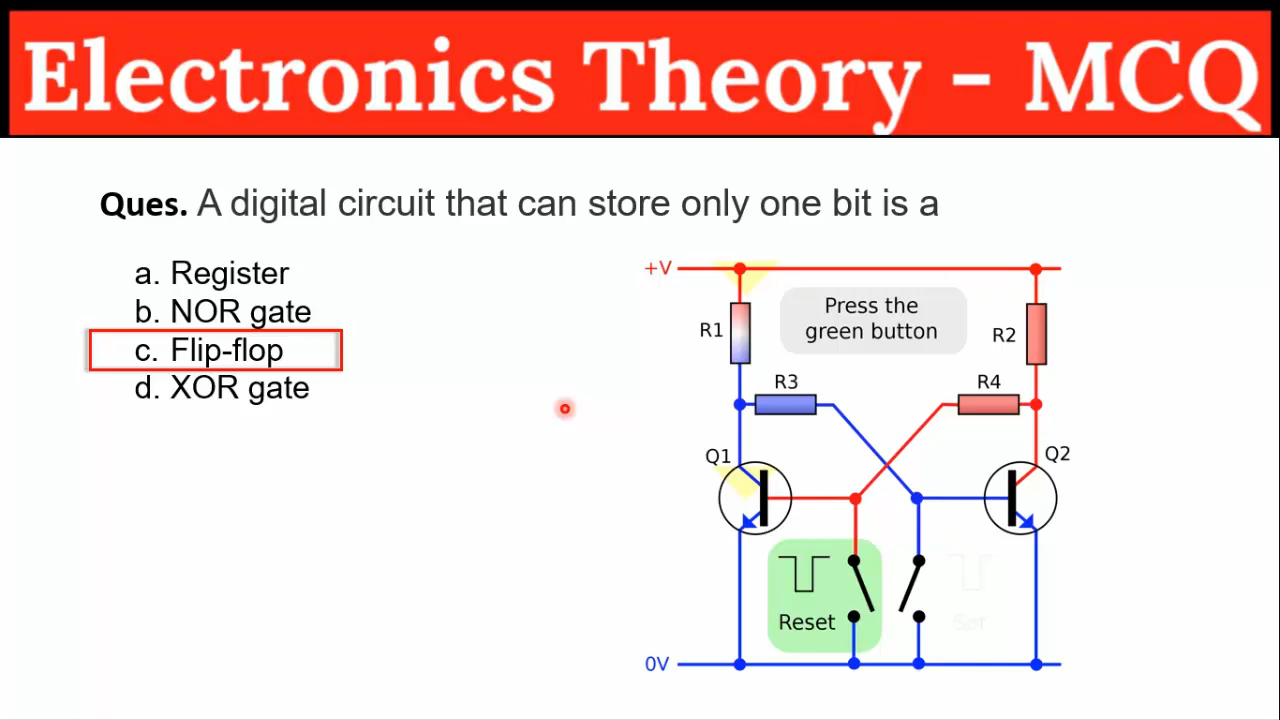 Electronics Theory - MCQ
Ques. A digital circuit that can store only one bit is a
a. Register
b. NOR gate
c. Flip-flop
d. XOR gate
+V
Press the
green button
R1
R2
R3
R4
Q1
Q2
Reset
Set
0V